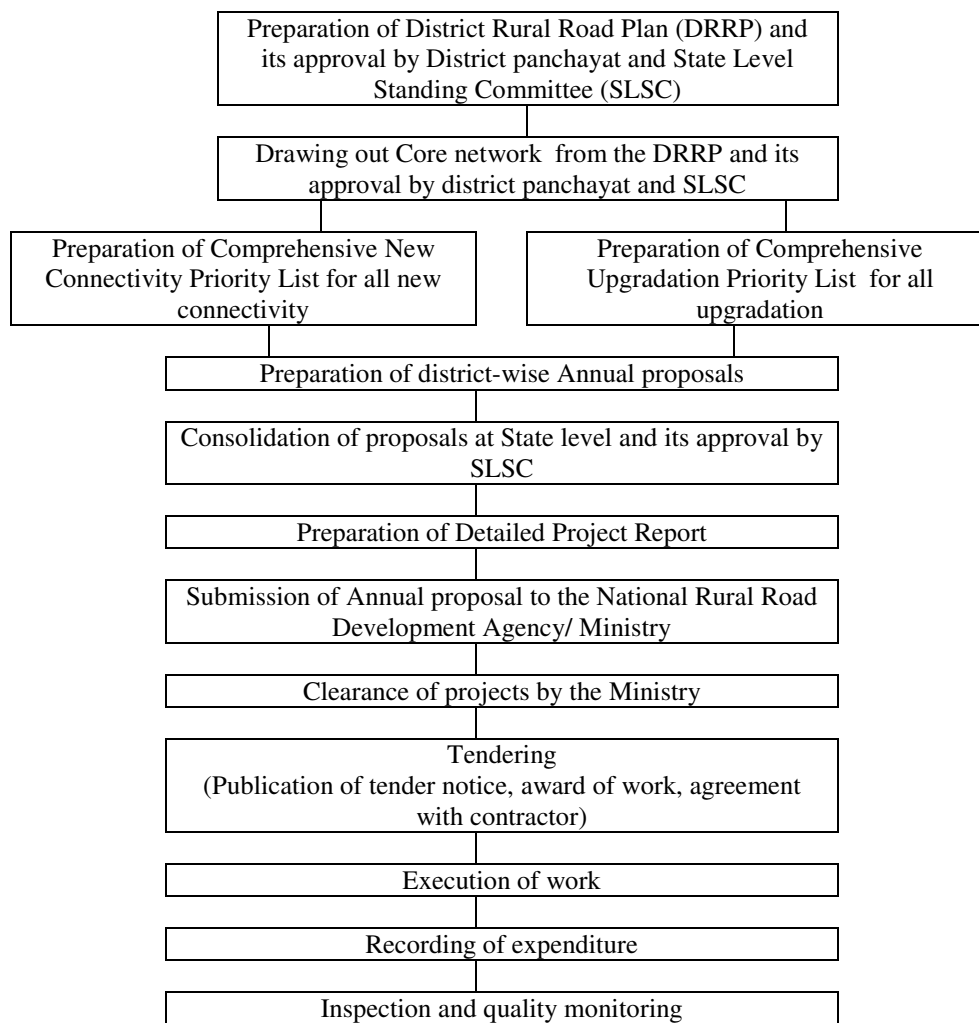 Preparation of District Rural Road Plan (DRRP) and
its approval by District panchayat and State Level
Standing Committee (SLSC)
Drawing out Core network from the DRRP and its
approval by district panchayat and SLSC
Preparation of Comprehensive New
Connectivity Priority List for all new
connectivity
Preparation of Comprehensive
Upgradation Priority List for all
upgradation
Preparation of district-wise Annual proposals
Consolidation of proposals at State level and its approval by
SLSC
Preparation of Detailed Project Report
Submission of Annual proposal to the National Rural Road
Development Agency/ Ministry
Clearance of projects by the Ministry
Tendering
(Publication of tender notice, award of work, agreement
with contractor)
Execution of work
Recording of expenditure
Inspection and quality monitoring